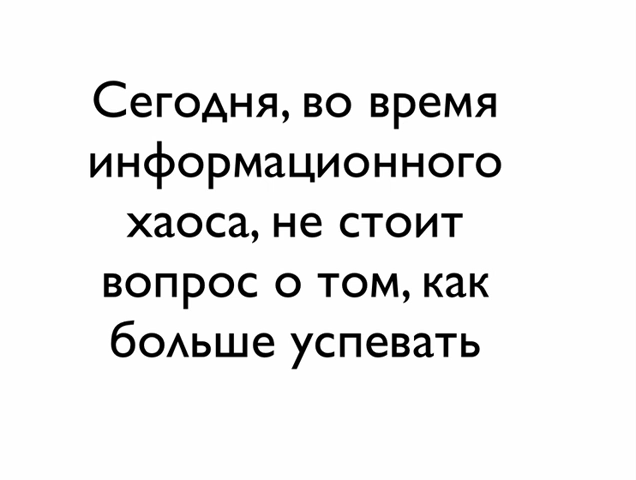 Сегодня, во время
информационного
хаоса, не стоит
вопрос о том, как
больше успевать